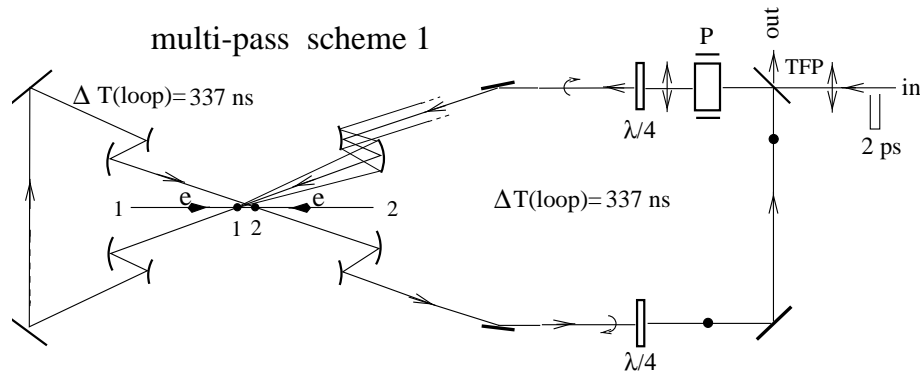 multi-pass scheme 1
out
P
TFP
Δ T(loop)= 337 ns
in
λ/4
2 ps
e
e
1
2
1 2
ΔT(loop)= 337 ns
λ/4